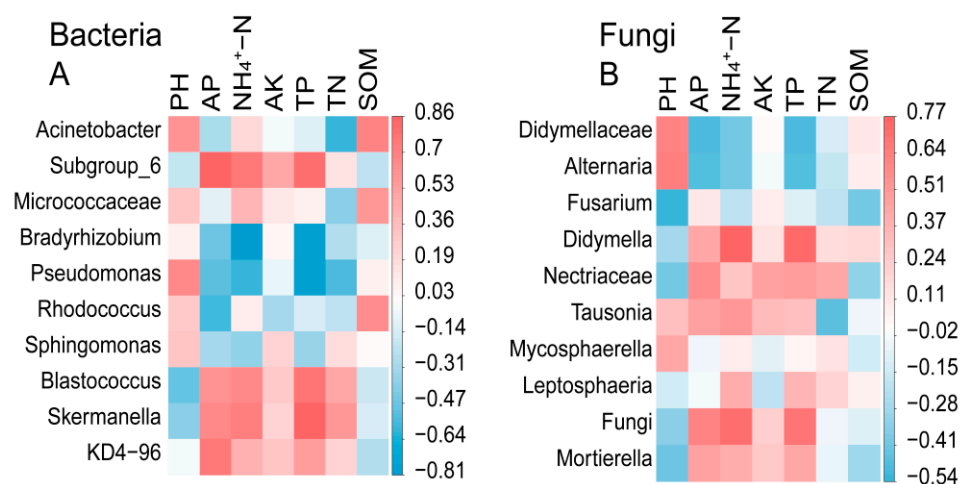 Bacteria
A
PH AP NH₄⁺−N AK TP TN SOM
Acinetobacter
Subgroup_6
Micrococcaceae
Bradyrhizobium
Pseudomonas
Rhodococcus
Sphingomonas
Blastococcus
Skermanella
KD4−96
0.86
0.7
0.53
0.36
0.2
0.03
−0.14
−0.31
−0.47
−0.64
−0.81
Fungi
B
PH AP NH₄⁺−N AK TP TN SOM
Didymellaceae
Alternaria
Fusarium
Didymella
Nectriaceae
Tausonia
Mycosphaerella
Leptosphaeria
Fungi
Mortierella
0.77
0.64
0.51
0.37
0.24
0.11
−0.02
−0.15
−0.28
−0.41
−0.54